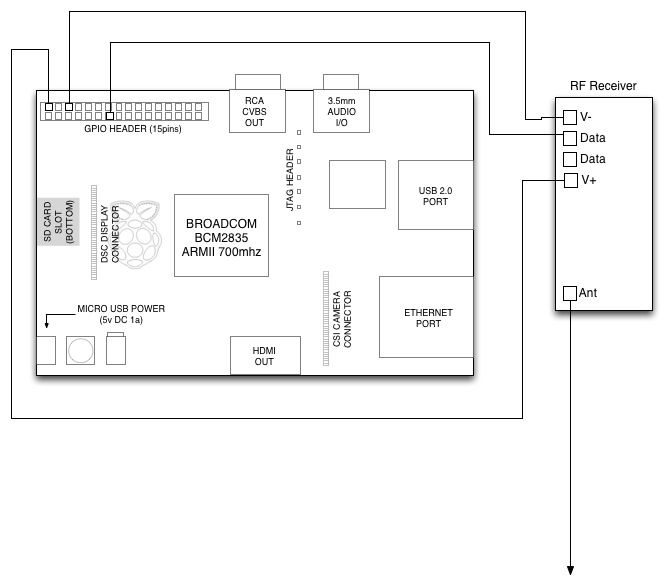 RF Receiver
RCA
CVBS
OUT
3.5mm
AUDIO
I/O
V-
GPIO HEADER (15pins)
Data
Data
V+
JTAG HEADER
USB 2.0
PORT
SD CARD
SLOT
(BOTTOM)
DSC DISPLAY
CONNECTOR
BROADCOM
BCM2835
ARMII 700mhz
Ant
CSI CAMERA
CONNECTOR
MICRO USB POWER
(5v DC 1a)
ETHERNET
PORT
HDMI
OUT